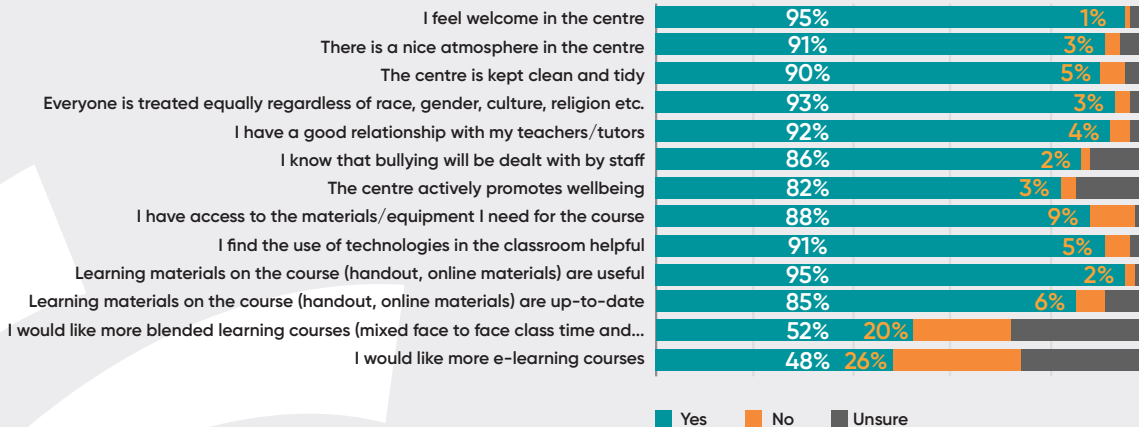 I feel welcome in the centre 95% 1%
There is a nice atmosphere in the centre 91% 3%
The centre is kept clean and tidy 90% 5%
Everyone is treated equally regardless of race, gender, culture, religion etc. 93% 3%
I have a good relationship with my teachers/tutors 92% 4%
I know that bullying will be dealt with by staff 86% 2%
The centre actively promotes wellbeing 82% 3%
I have access to the materials/equipment I need for the course 88% 9%
I find the use of technologies in the classroom helpful 91% 5%
Learning materials on the course (handout, online materials) are useful 95% 2%
Learning materials on the course (handout, online materials) are up-to-date 85% 6%
I would like more blended learning courses (mixed face to face class time and... 52% 20%
I would like more e-learning courses 48% 26%
Yes No Unsure